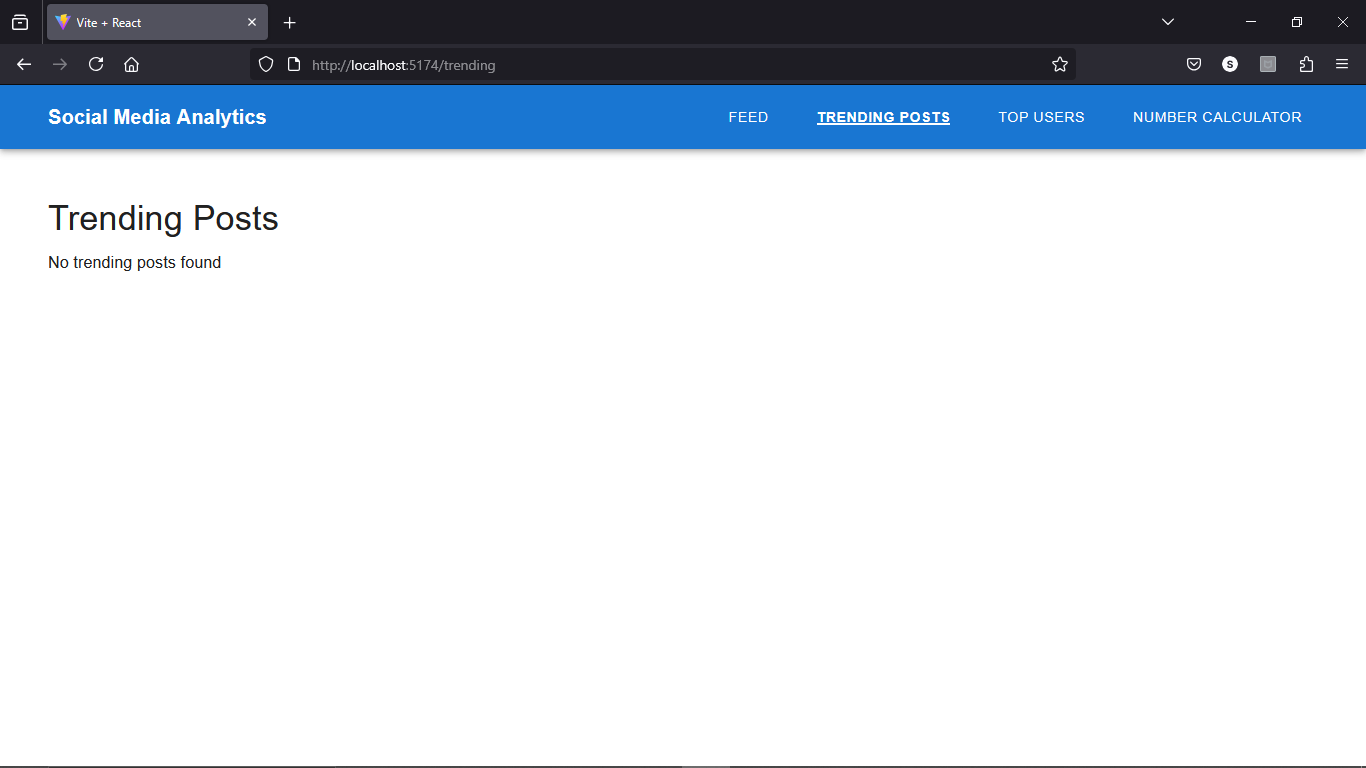 Vite + React
http://localhost:5174/trending
S
Social Media Analytics
FEED
TRENDING POSTS
TOP USERS
NUMBER CALCULATOR
Trending Posts
No trending posts found